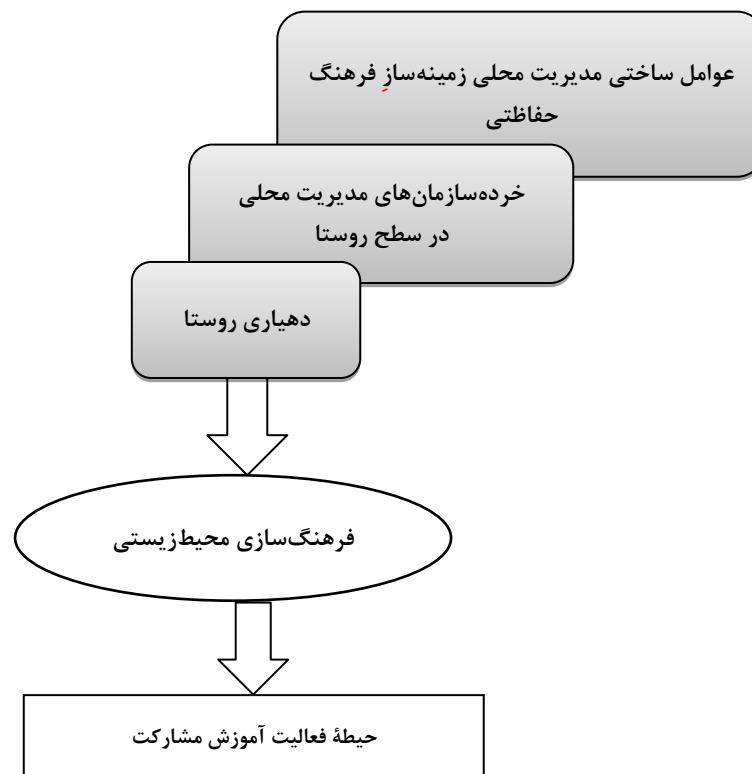 عوامل ساختی مدیریت محلی زمینه‌سازِ فرهنگ
حفاظتی
خرده‌سازمان‌های مدیریت محلی
در سطح روستا
دهیاری روستا
فرهنگ‌سازی محیط‌زیستی
حیطهٔ فعالیت آموزش مشارکت